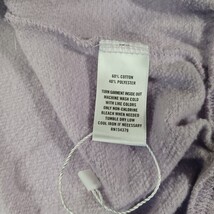 60% COTTON
40% POLYESTER
TURN GARMENT INSIDE OUT
MACHINE WASH COLD
WITH LIKE COLORS
ONLY NON-CHLORINE
BLEACH WHEN NEEDED
TUMBLE DRY LOW
COOL IRON IF NECESSARY